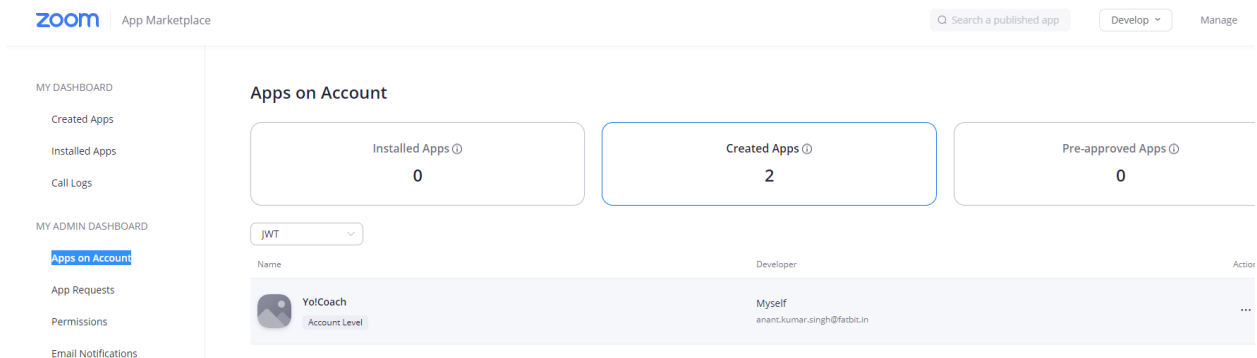 zoom App Marketplace Search a published app Develop Manage
MY DASHBOARD
Created Apps
Installed Apps
Call Logs
MY ADMIN DASHBOARD
Apps on Account
App Requests
Permissions
Email Notifications
Apps on Account
Installed Apps
0
Created Apps
2
Pre-approved Apps
0
JWT
Name Developer Action
Yo!Coach
Account Level
Myself
anant.kumar.singh@fatbit.in
...